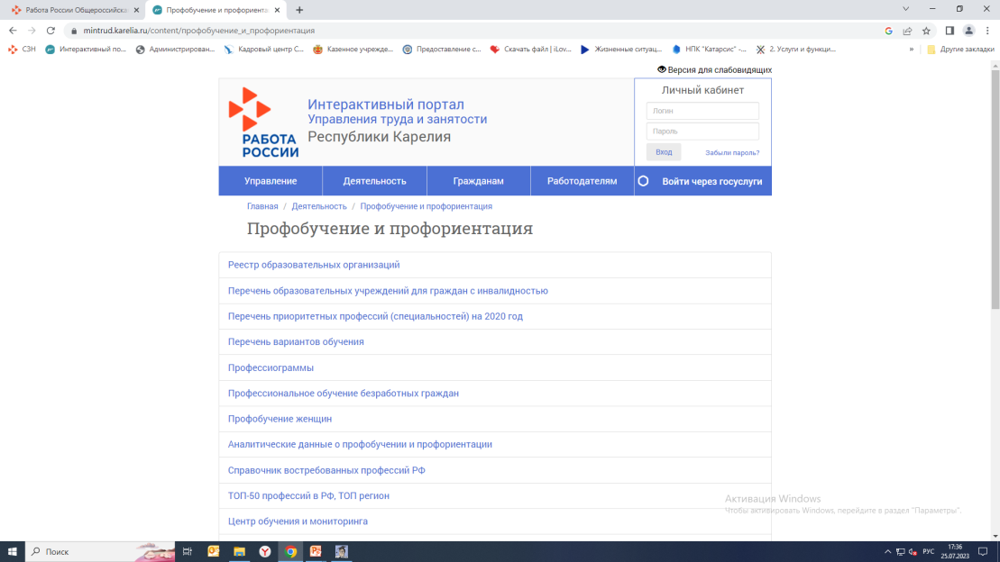 Работа России Общероссийска
Профобучение и профориента
mintrud.karelia.ru/content/профобучение_и_профориентация
СЗН
Интерактивный по...
Администрирован...
Кадровый центр С...
Казенное учрежде...
Предоставление с...
Скачать файл | iLov...
Жизненные ситуац...
НПК "Катарсис" -...
2. Услуги и функци...
»
Другие закладки
Версия для слабовидящих
РАБОТА
РОССИИ
Интерактивный портал
Управления труда и занятости
Республики Карелия
Личный кабинет
Логин
Пароль
Вход
Забыли пароль?
Управление
Деятельность
Гражданам
Работодателям
Войти через госуслуги
Главная / Деятельность / Профобучение и профориентация
Профобучение и профориентация
Реестр образовательных организаций
Перечень образовательных учреждений для граждан с инвалидностью
Перечень приоритетных профессий (специальностей) на 2020 год
Перечень вариантов обучения
Профессиограммы
Профессиональное обучение безработных граждан
Профобучение женщин
Аналитические данные о профобучении и профориентации
Справочник востребованных профессий РФ
ТОП-50 профессий в РФ, ТОП регион
Центр обучения и мониторинга
Активация Windows
Чтобы активировать Windows, перейдите в раздел "Параметры".
Поиск
РУС
17:36
25.07.2023